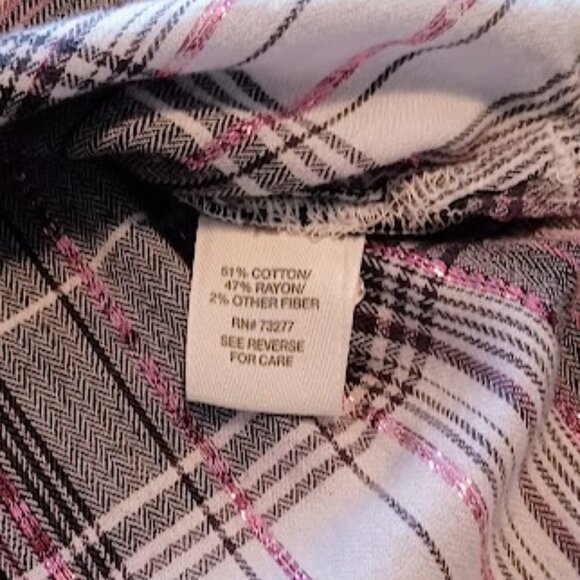 51% COTTON/
47% RAYON/
2% OTHER FIBER
RN# 73277
SEE REVERSE
FOR CARE